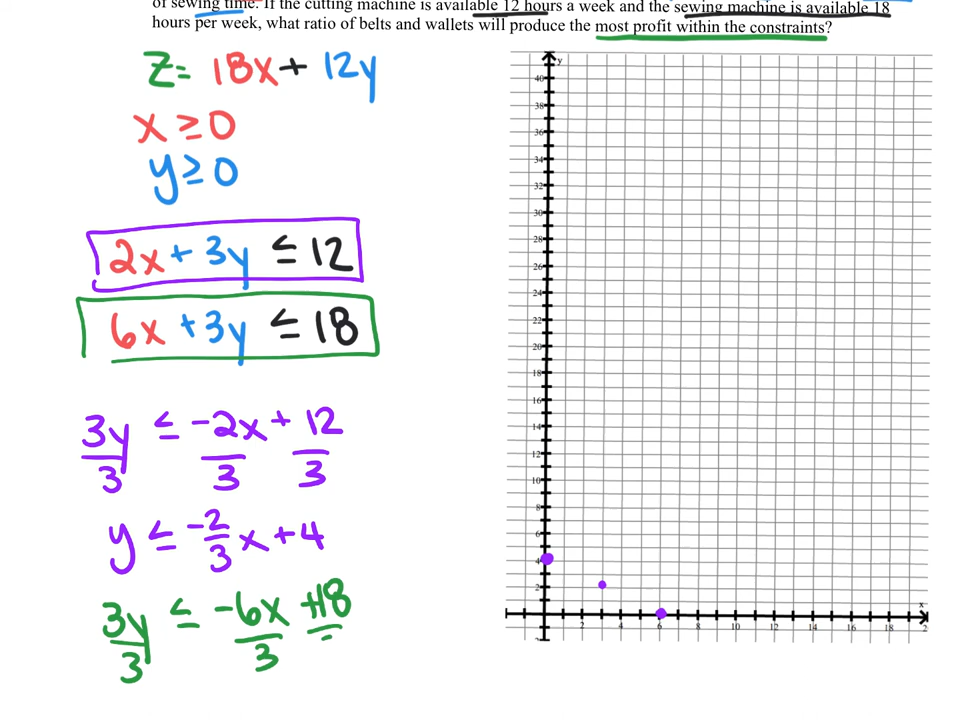 of sewing time. If the cutting machine is available 12 hours a week and the sewing machine is available 18
hours per week, what ratio of belts and wallets will produce the most profit within the constraints?
z= 18x+ 12y
x ≥ 0
y ≥ 0
2x + 3y ≤ 12
6x + 3y ≤ 18
3y/3 ≤ -2x/3 + 12/3
y ≤ -2/3 x + 4
3y/3 ≤ -6x/3 +18
y
40
38
36
34
32
30
28
26
24
22
20
18
16
14
12
10
8
6
4
2
x
2 4 6 8 10 12 14 16 18 2